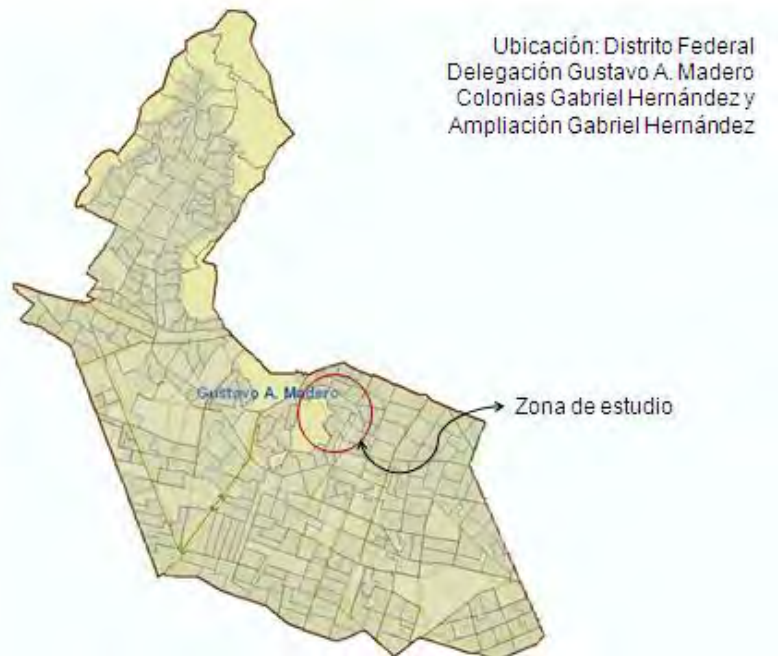 Ubicación: Distrito Federal
Delegación Gustavo A. Madero
Colonias Gabriel Hernández y
Ampliación Gabriel Hernández
Gustavo A. Madero
Zona de estudio